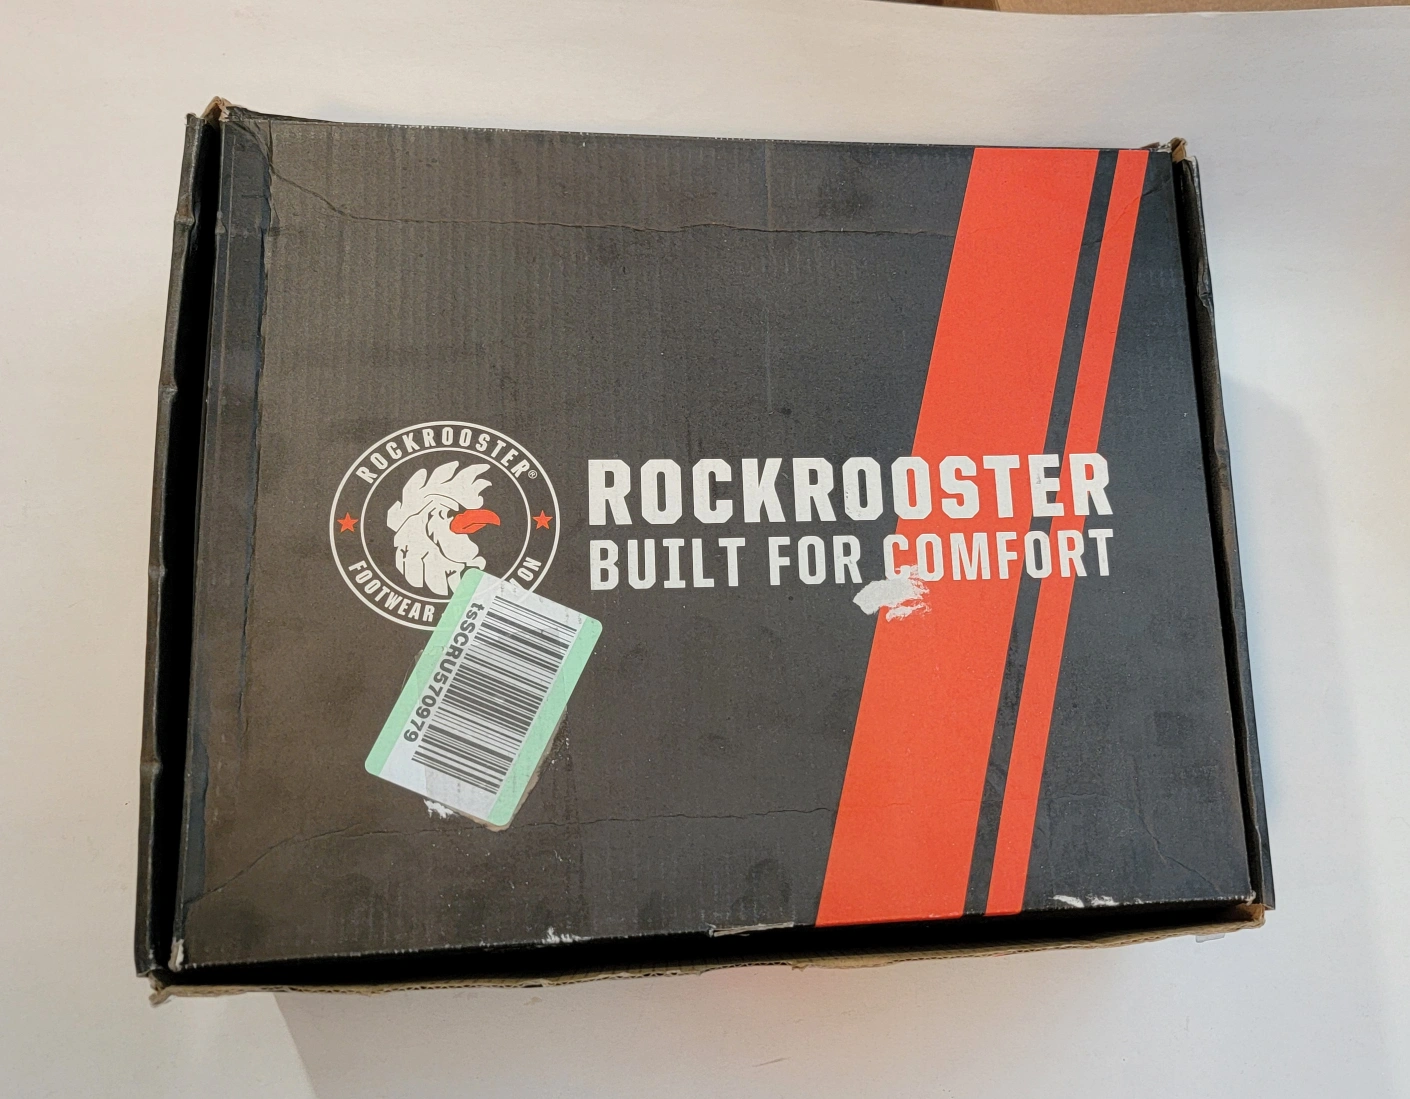 ROCKROOSTER®
FOOTWEAR
ROCKROOSTER
BUILT FOR COMFORT
tsSCRU570979